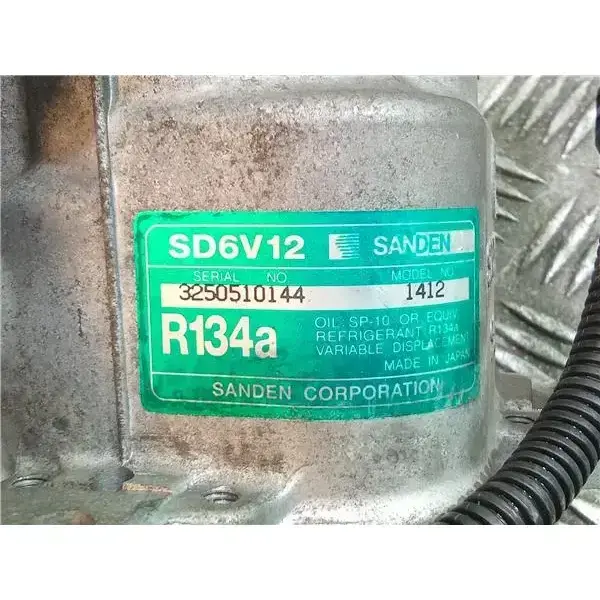 SD6V12 SANDEN
SERIAL NO MODEL NO
3250510144 1412
R134a
OIL SP-10 OR EQUIV
REFRIGERANT R134a
VARIABLE DISPLACEMENT
MADE IN JAPAN
SANDEN CORPORATION